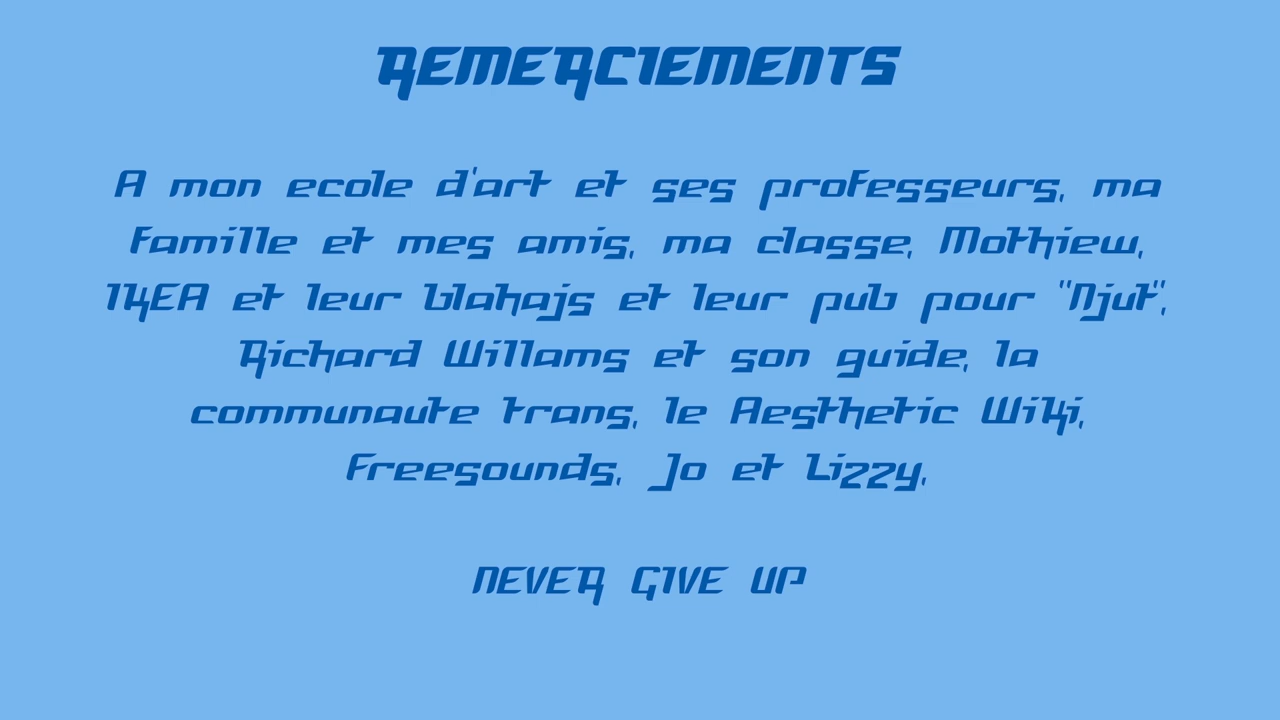 REMERCIEMENTS
A mon ecole d'art et ses professeurs, ma
famille et mes amis, ma classe, Mothiew,
IKEA et leur blahajs et leur pub pour "Njut",
Richard Willams et son guide, la
communaute trans, le Aesthetic Wiki,
Freesounds, Jo et Lizzy,
NEVER GIVE UP